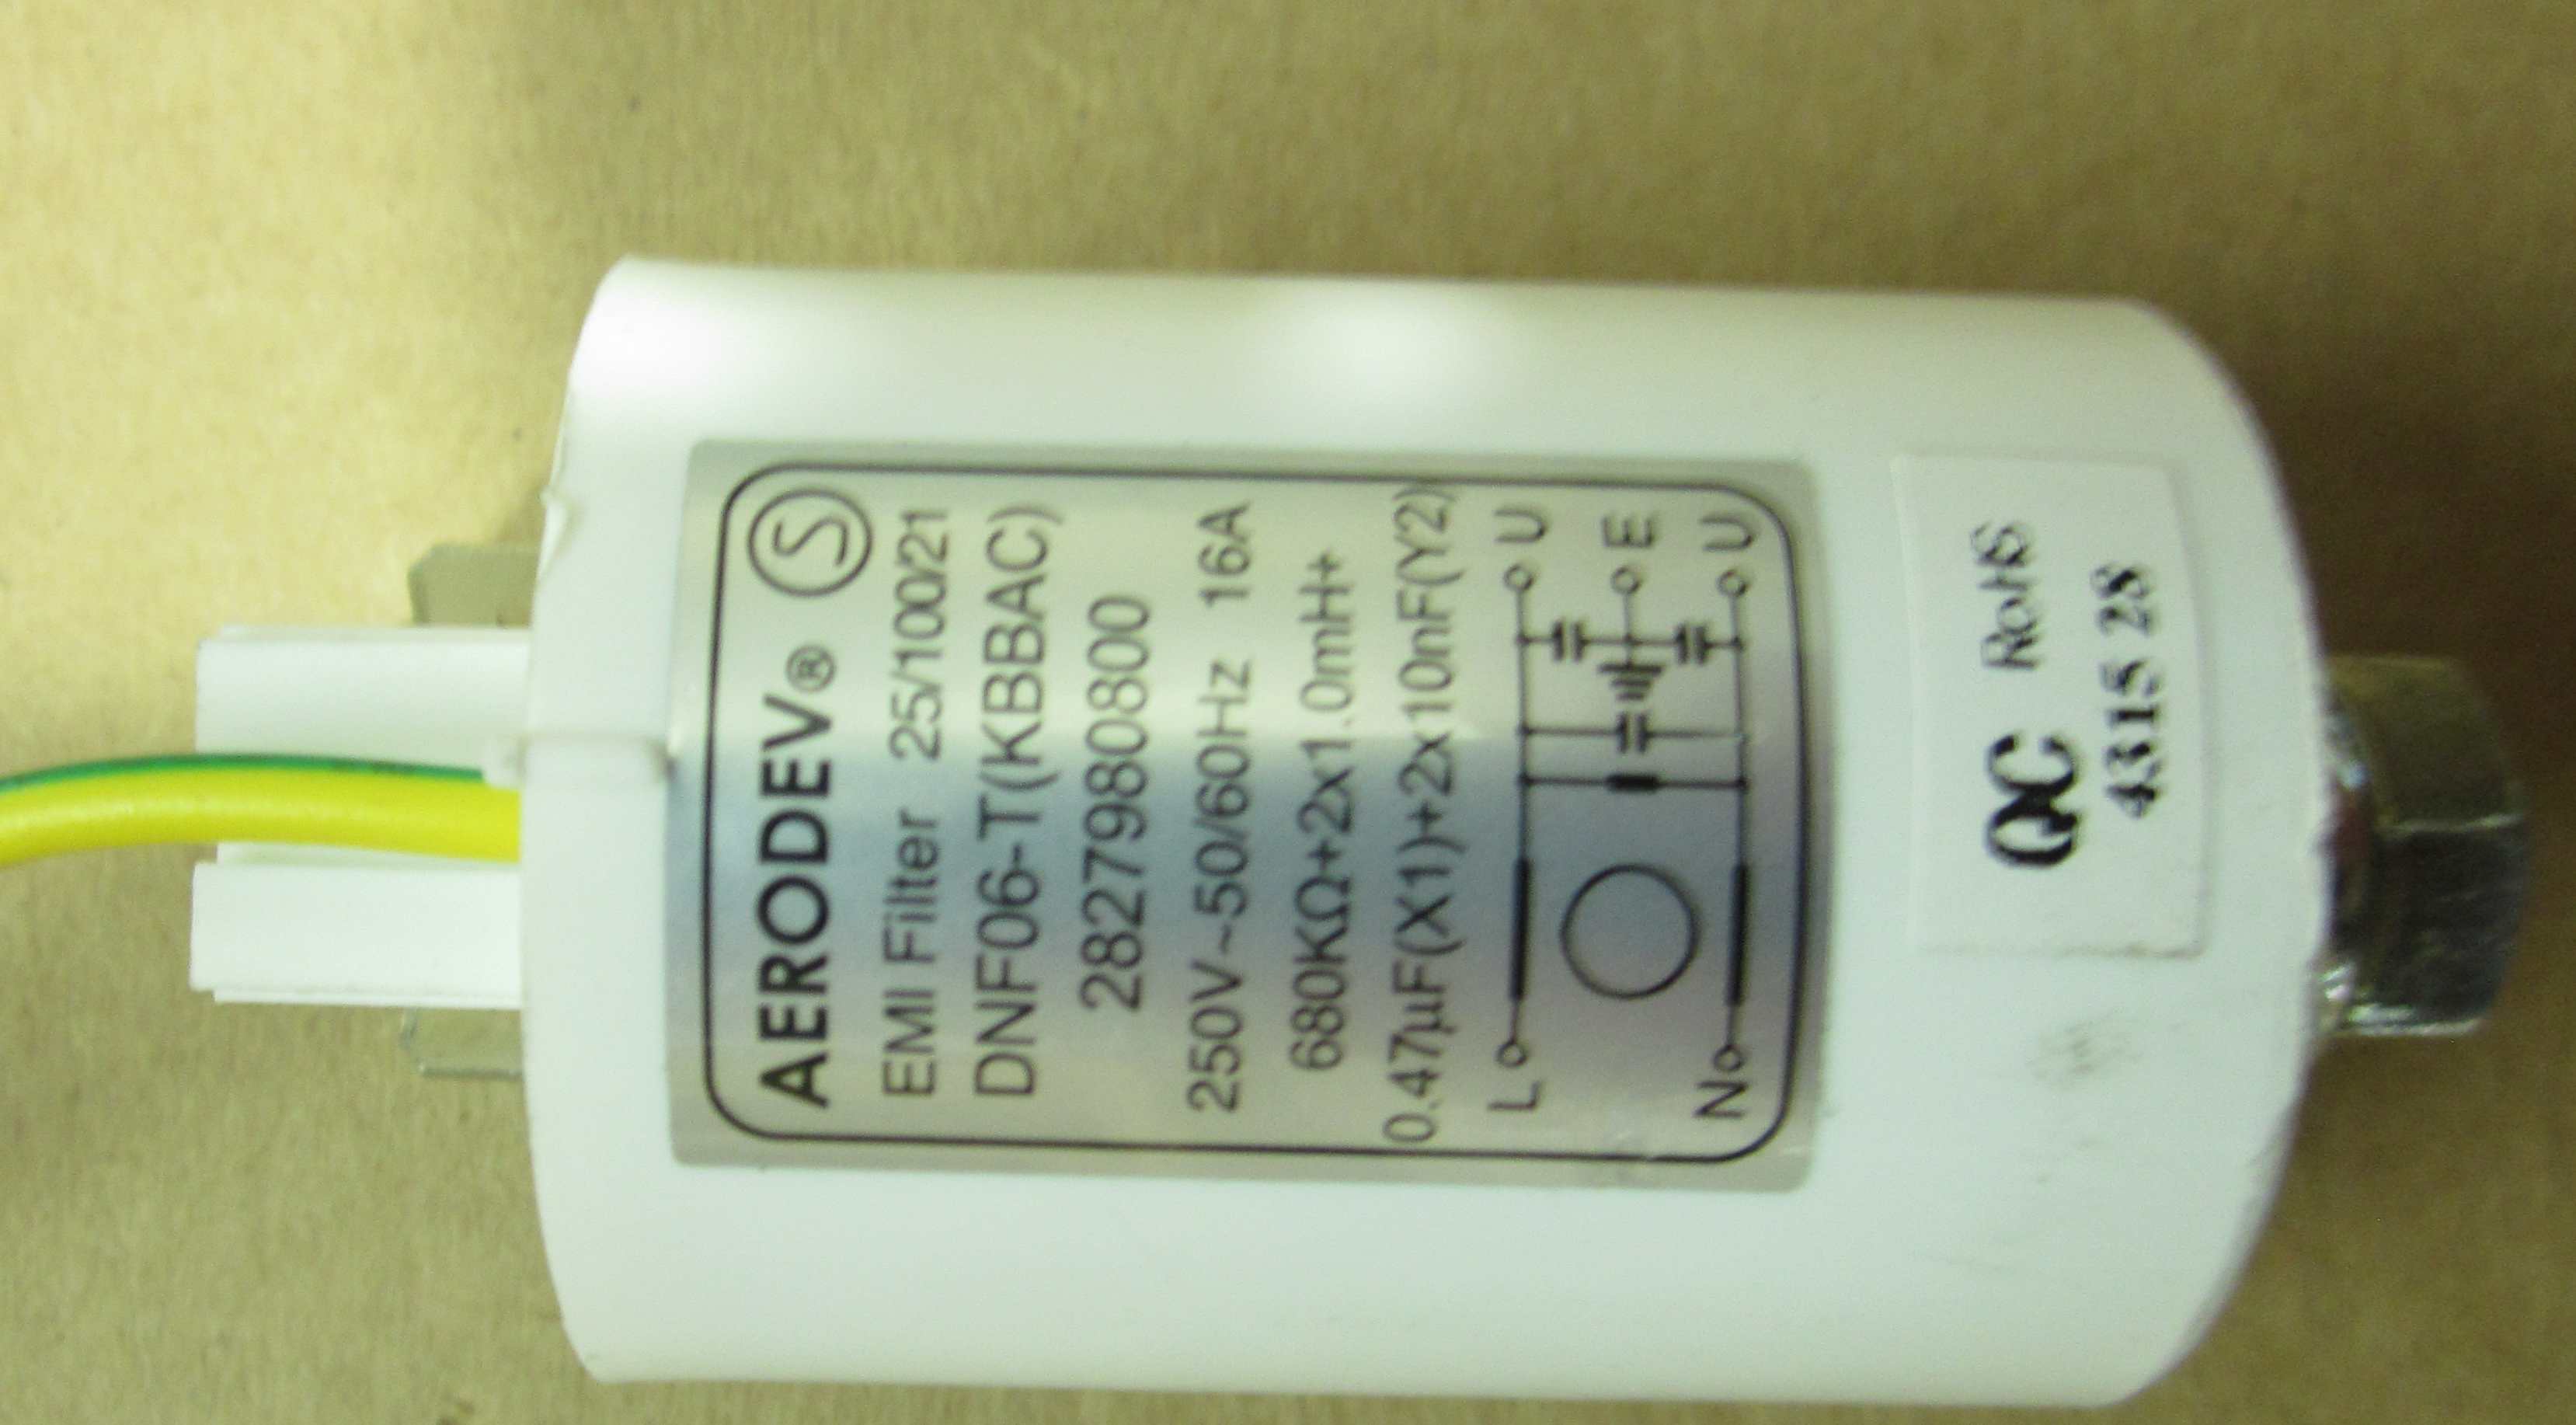 AERODEV® S
EMI Filter 25/100/21
DNF06-T(KBBAC)
2827980800
250V~50/60Hz 16A
680KΩ+2x1.0mH+
0.47µF(X1)+2x10nF(Y2)
L U
E
N U
QC RoHS
4315 28